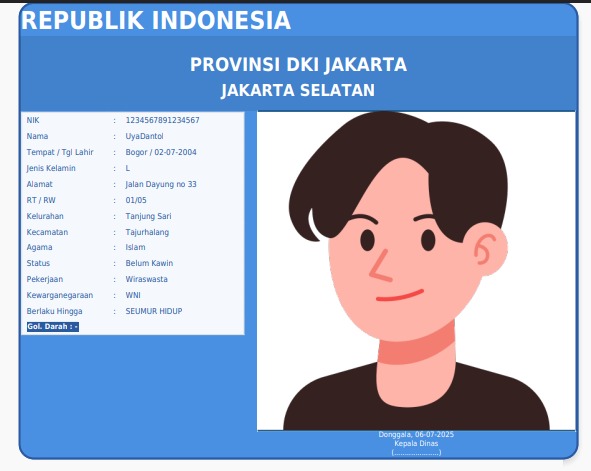 REPUBLIK INDONESIA
PROVINSI DKI JAKARTA
JAKARTA SELATAN
NIK : 1234567891234567
Nama : UyaDantol
Tempat / Tgl Lahir : Bogor / 02-07-2004
Jenis Kelamin : L
Alamat : Jalan Dayung no 33
RT / RW : 01/05
Kelurahan : Tanjung Sari
Kecamatan : Tajurhalang
Agama : Islam
Status : Belum Kawin
Pekerjaan : Wiraswasta
Kewarganegaraan : WNI
Berlaku Hingga : SEUMUR HIDUP
Gol. Darah : -
Donggala, 06-07-2025
Kepala Dinas
(.....................)